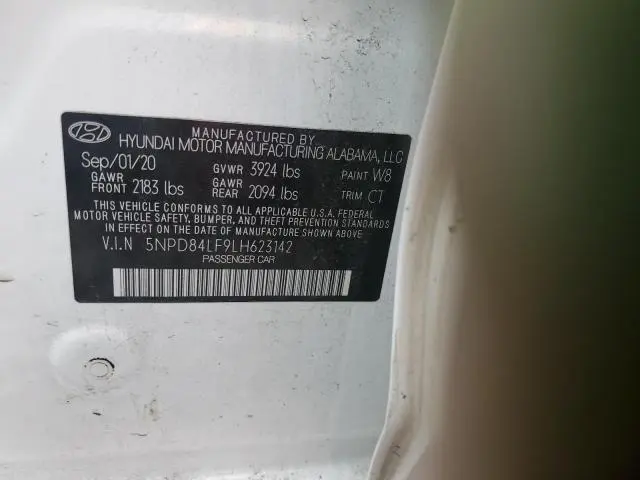 MANUFACTURED BY
HYUNDAI MOTOR MANUFACTURING ALABAMA, LLC
Sep/01/20 GVWR 3924 lbs PAINT W8
GAWR FRONT 2183 lbs GAWR REAR 2094 lbs TRIM CT
THIS VEHICLE CONFORMS TO ALL APPLICABLE U.S.A. FEDERAL
MOTOR VEHICLE SAFETY, BUMPER, AND THEFT PREVENTION STANDARDS
IN EFFECT ON THE DATE OF MANUFACTURE SHOWN ABOVE.
V.I.N 5NPD84LF9LH623142
PASSENGER CAR